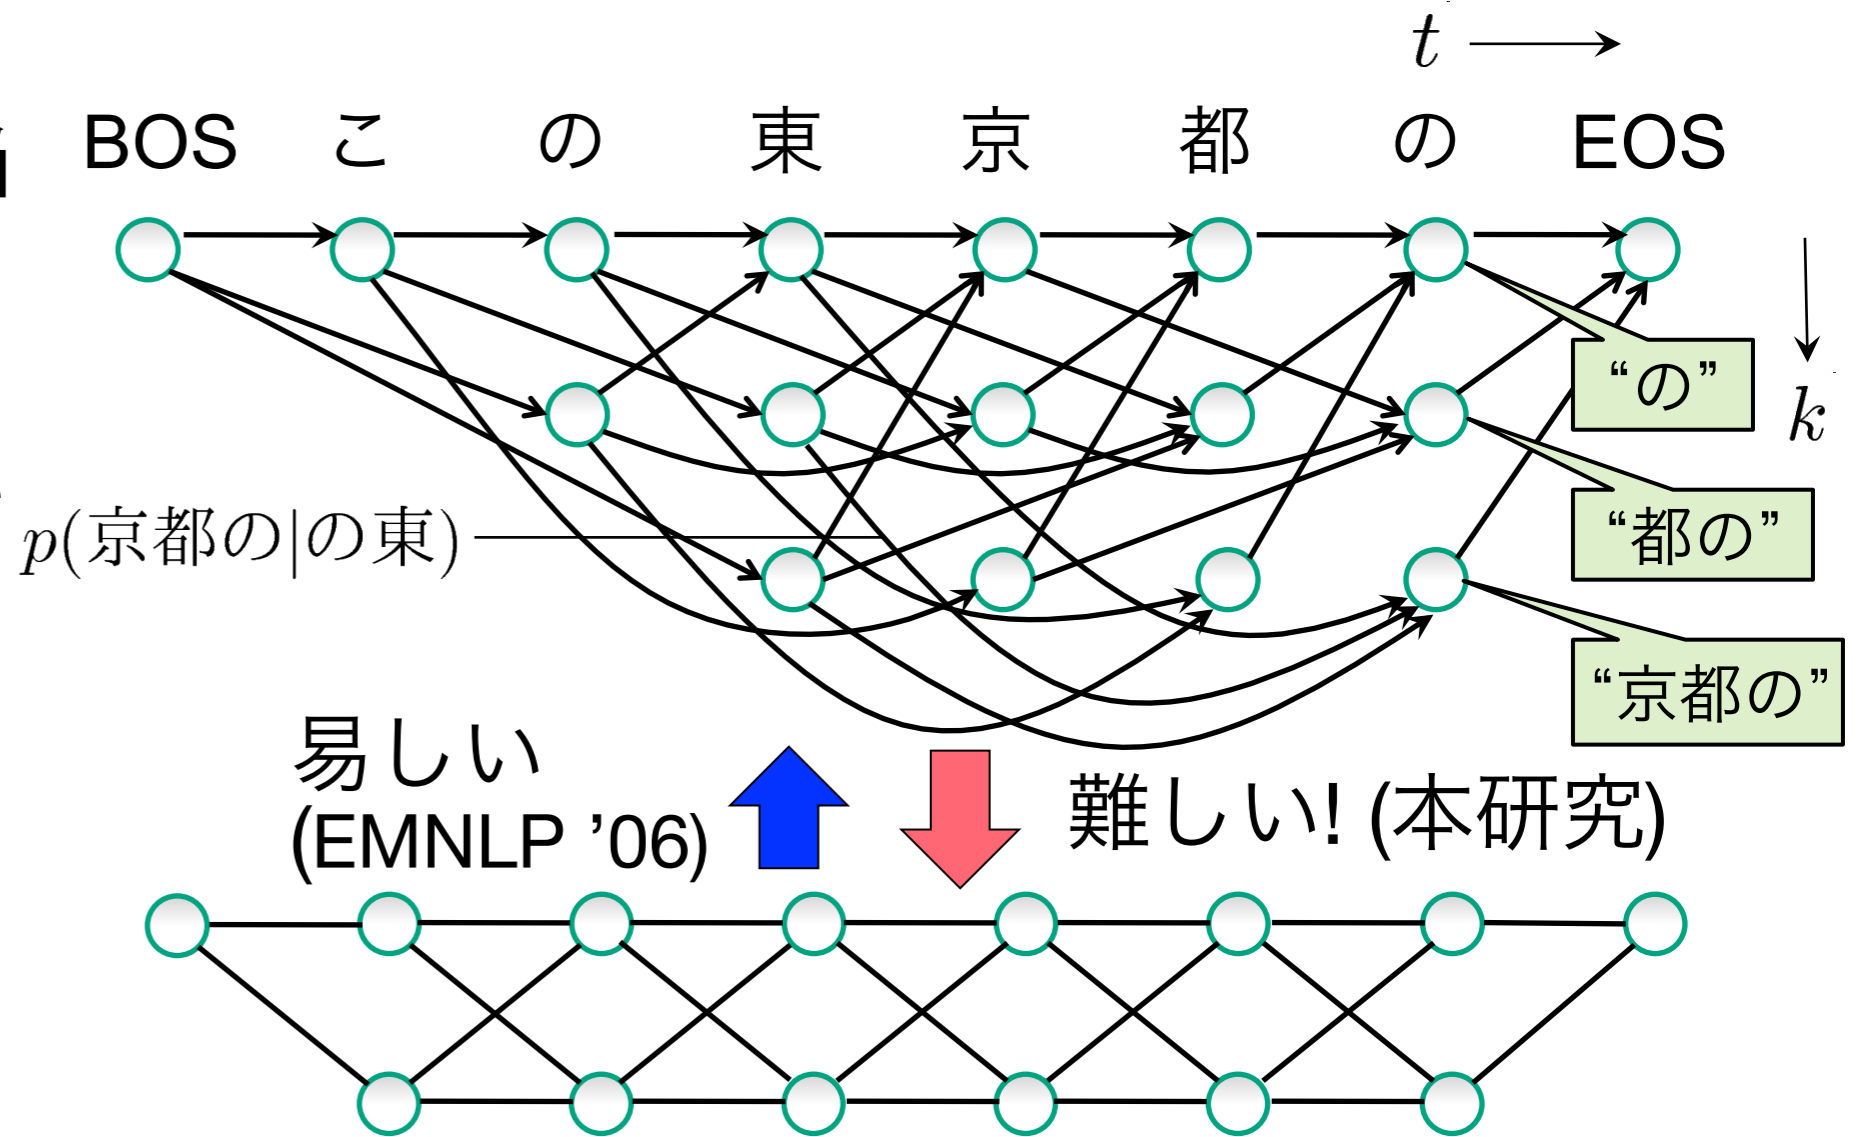 t
BOS こ の 東 京 都 の EOS
“の”
k
“都の”
p(京都の|の東)
“京都の”
易しい
(EMNLP ’06)
難しい! (本研究)